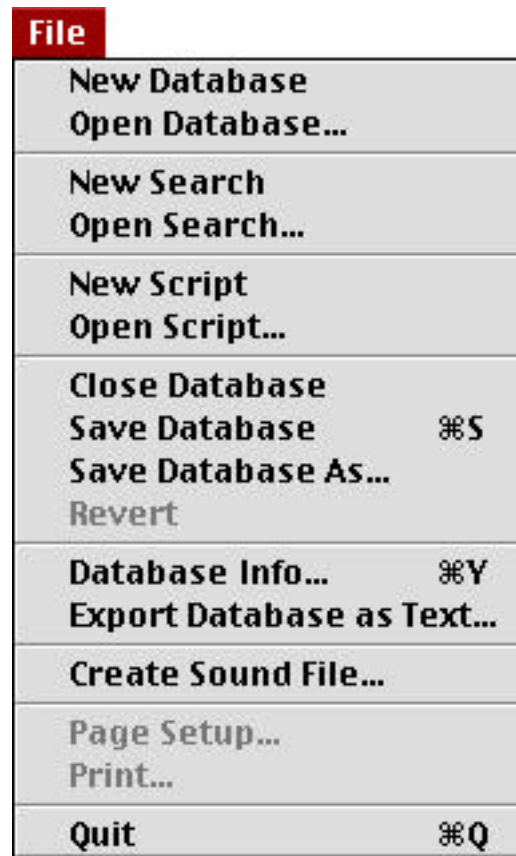 File
New Database
Open Database...
New Search
Open Search...
New Script
Open Script...
Close Database
Save Database ⌘S
Save Database As...
Revert
Database Info... ⌘Y
Export Database as Text...
Create Sound File...
Page Setup...
Print...
Quit ⌘Q